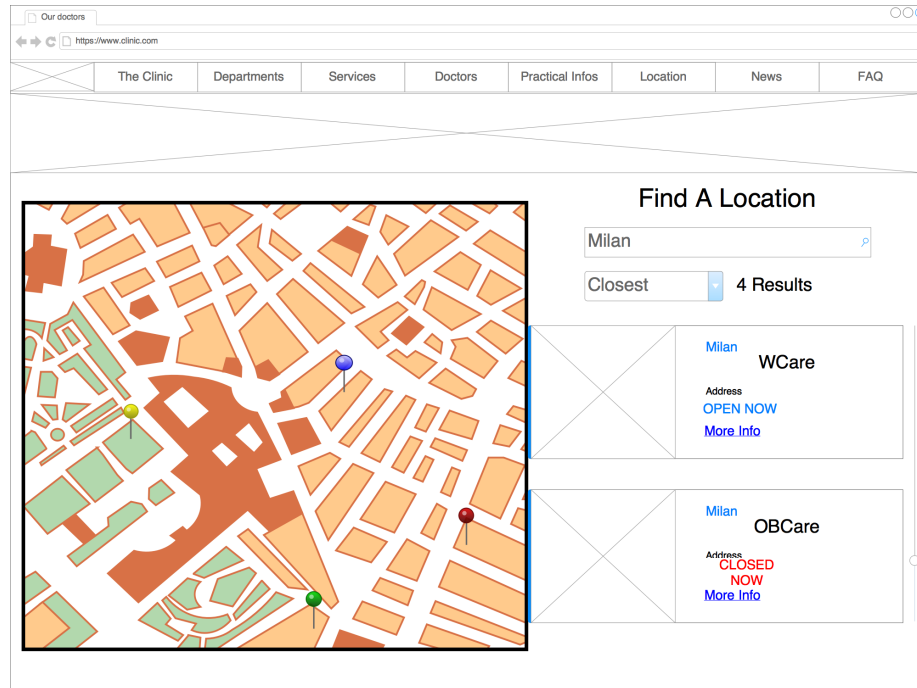 Our doctors
https://www.clinic.com
The Clinic Departments Services Doctors Practical Infos Location News FAQ
Find A Location
Milan
Closest 4 Results
Milan
WCare
Address
OPEN NOW
More Info
Milan
OBCare
Address
CLOSED
NOW
More Info